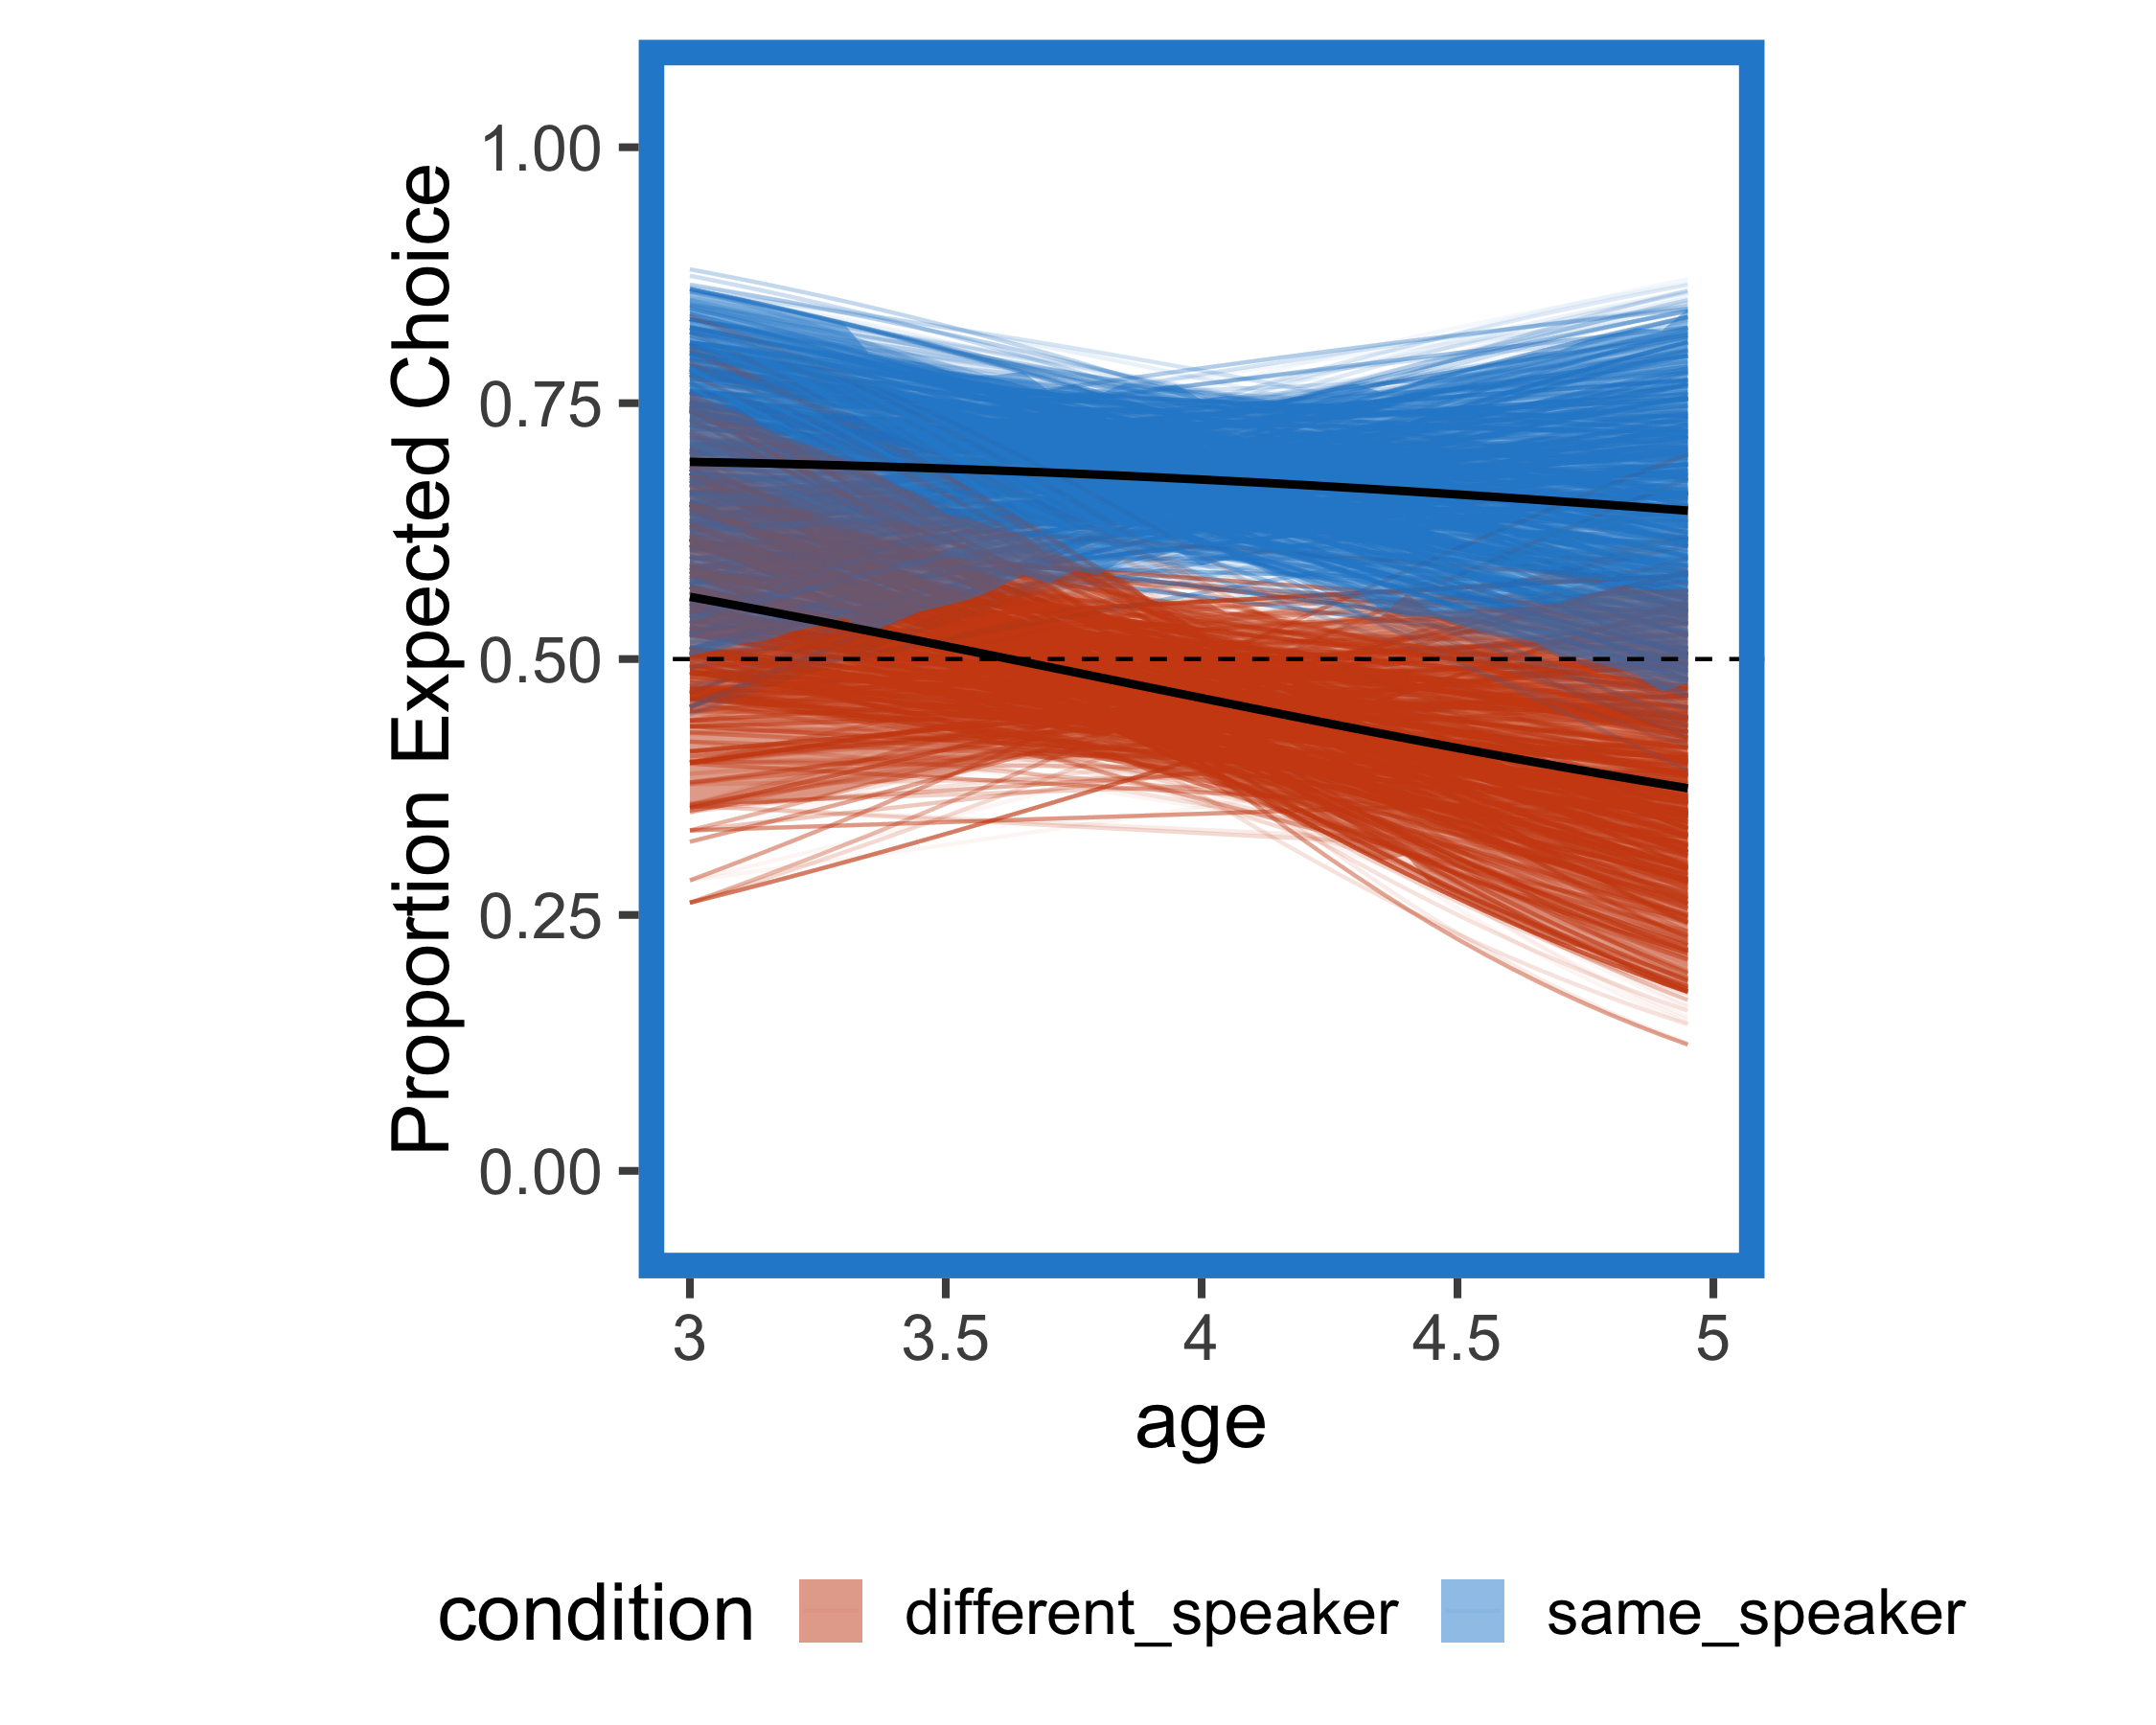 Proportion Expected Choice
1.00
0.75
0.50
0.25
0.00
3 3.5 4 4.5 5
age
condition different_speaker same_speaker